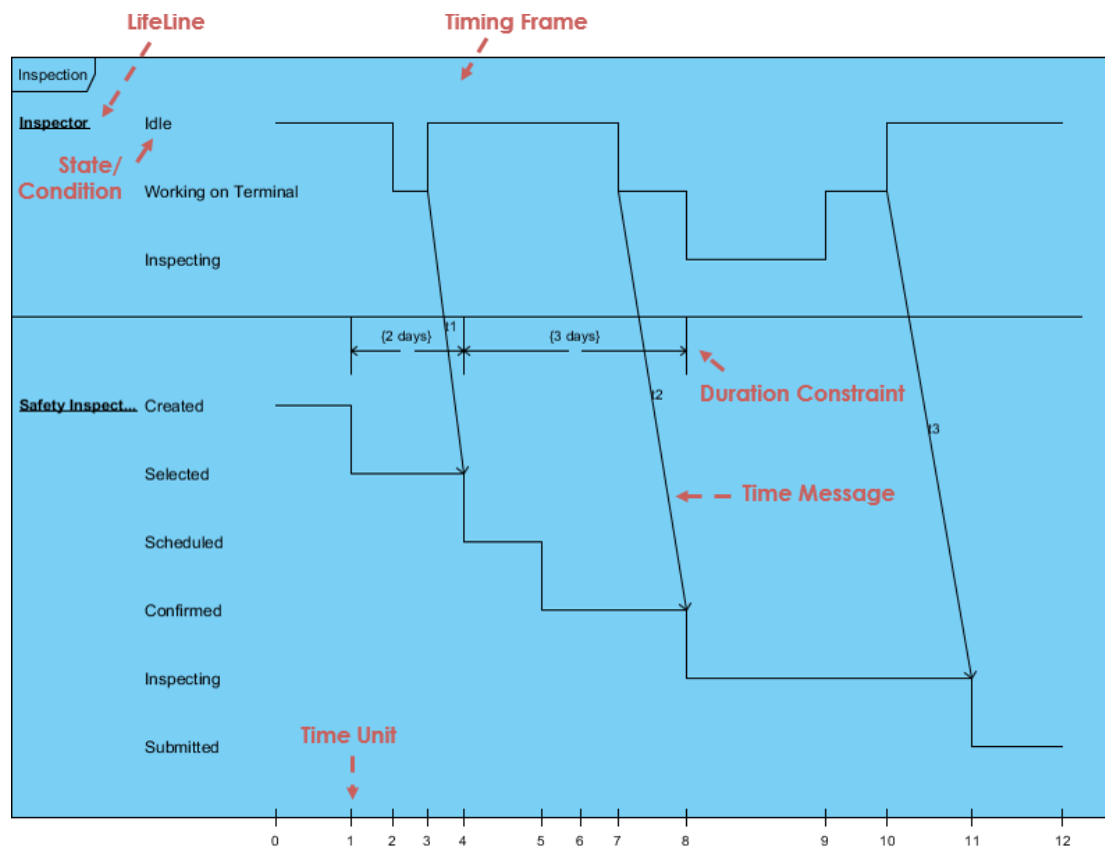 LifeLine
Timing Frame
Inspection
Inspector
Idle
State/
Condition
Working on Terminal
Inspecting
{2 days}
t1
{3 days}
Duration Constraint
t2
Safety Inspect...
Created
t3
Selected
Time Message
Scheduled
Confirmed
Inspecting
Time Unit
Submitted
0 1 2 3 4 5 6 7 8 9 10 11 12